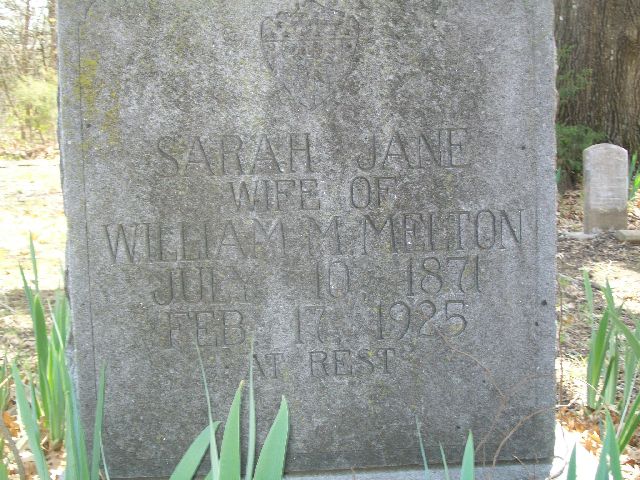 SARAH JANE
WIFE OF
WILLIAM M. MELTON
JULY 10 1871
FEB 17, 1925
AT REST